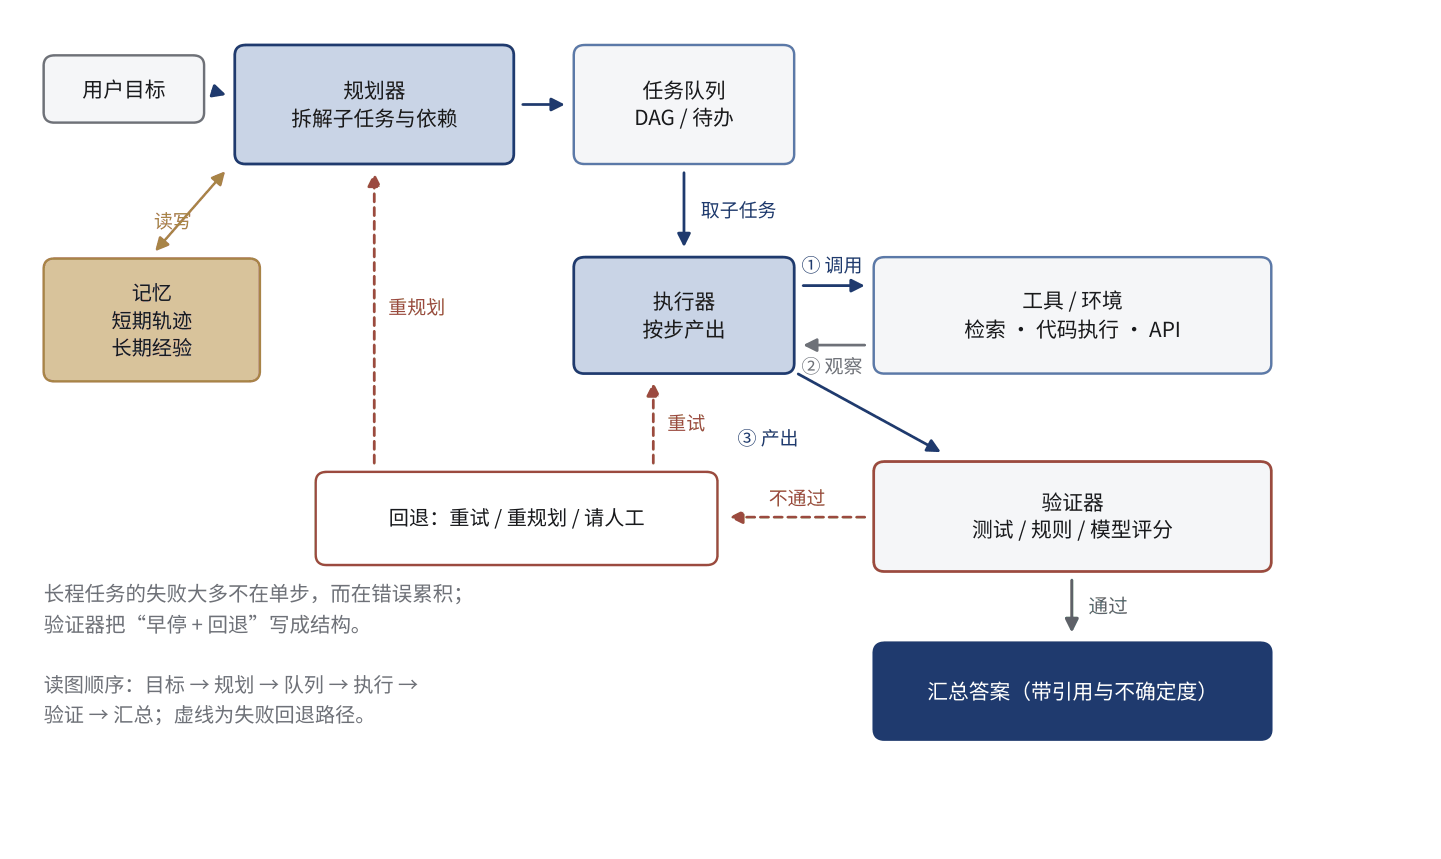 用户目标
规划器
拆解子任务与依赖
任务队列
DAG / 待办
读写
取子任务
记忆
短期轨迹
长期经验
重规划
执行器
按步产出
① 调用
② 观察
工具 / 环境
检索 · 代码执行 · API
重试
③ 产出
回退：重试 / 重规划 / 请人工
不通过
验证器
测试 / 规则 / 模型评分
通过
汇总答案（带引用与不确定度）
长程任务的失败大多不在单步，而在错误累积；
验证器把“早停 + 回退”写成结构。
读图顺序：目标 → 规划 → 队列 → 执行 →
验证 → 汇总；虚线为失败回退路径。